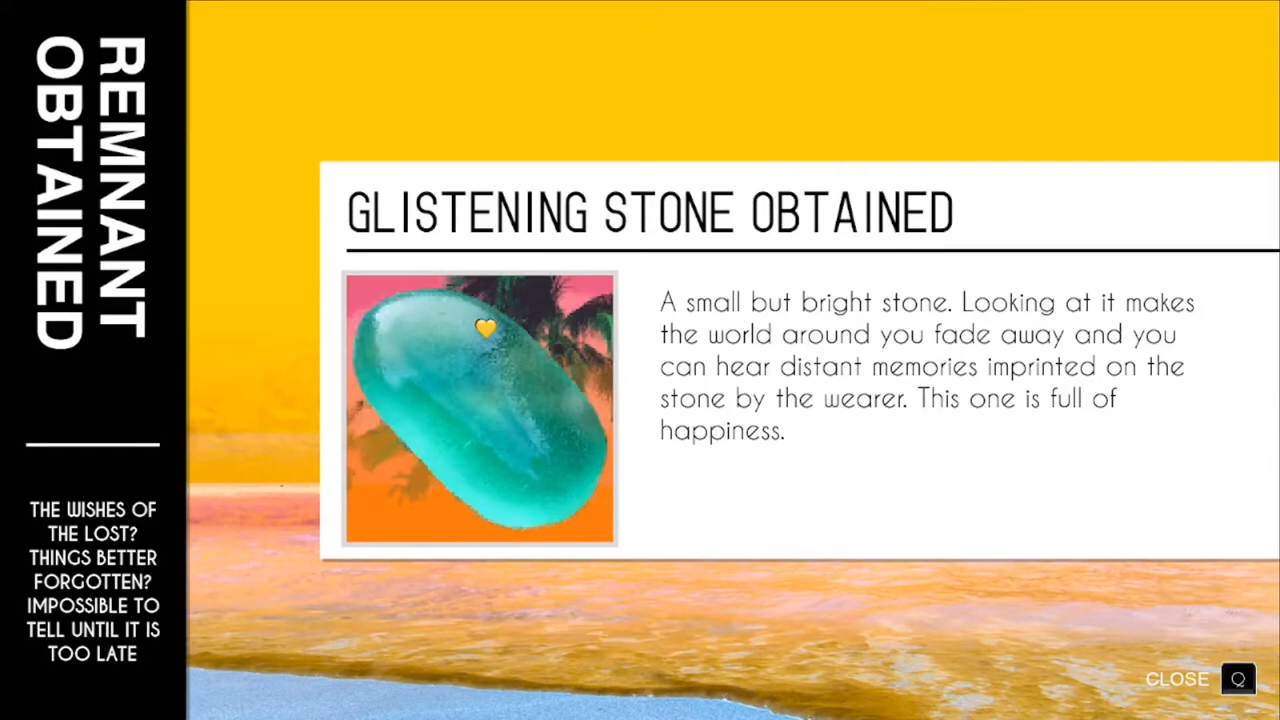 REMNANT
OBTAINED
THE WISHES OF
THE LOST?
THINGS BETTER
FORGOTTEN?
IMPOSSIBLE TO
TELL UNTIL IT IS
TOO LATE
GLISTENING STONE OBTAINED
A small but bright stone. Looking at it makes
the world around you fade away and you
can hear distant memories imprinted on the
stone by the wearer. This one is full of
happiness.
CLOSE Q